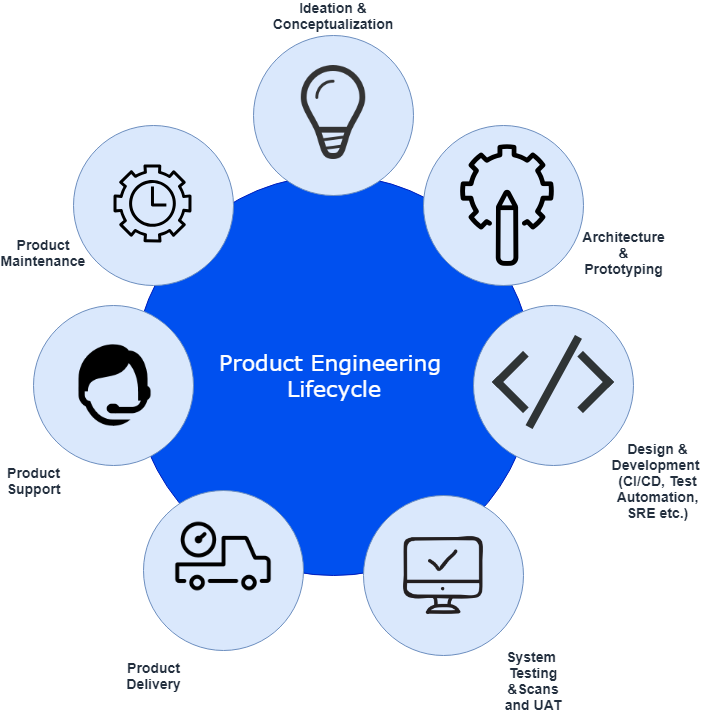 Ideation &
Conceptualization
Architecture
&
Prototyping
Product
Maintenance
Product Engineering
Lifecycle
Design &
Development
(CI/CD, Test
Automation,
SRE etc.)
Product
Support
System
Testing
&Scans
and UAT
Product
Delivery